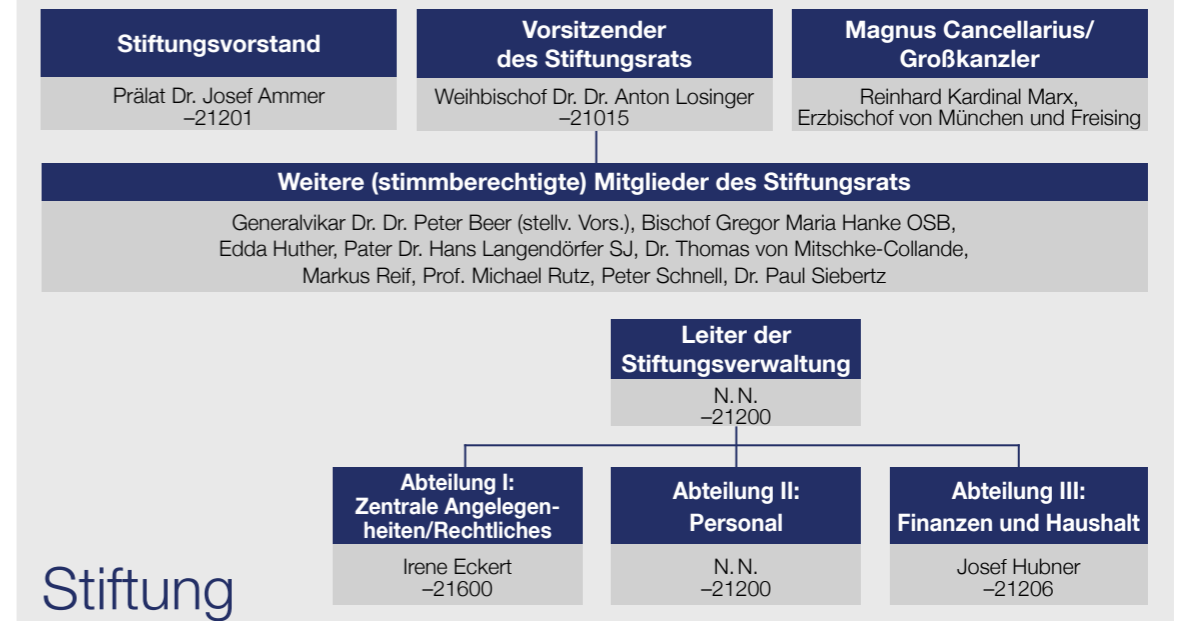 Stiftungsvorstand
Prälat Dr. Josef Ammer
–21201
Vorsitzender
des Stiftungsrats
Weihbischof Dr. Dr. Anton Losinger
–21015
Magnus Cancellarius/
Großkanzler
Reinhard Kardinal Marx,
Erzbischof von München und Freising
Weitere (stimmberechtigte) Mitglieder des Stiftungsrats
Generalvikar Dr. Dr. Peter Beer (stellv. Vors.), Bischof Gregor Maria Hanke OSB,
Edda Huther, Pater Dr. Hans Langendörfer SJ, Dr. Thomas von Mitschke-Collande,
Markus Reif, Prof. Michael Rutz, Peter Schnell, Dr. Paul Siebertz
Leiter der
Stiftungsverwaltung
N. N.
–21200
Abteilung I:
Zentrale Angelegen-
heiten/Rechtliches
Irene Eckert
–21600
Abteilung II:
Personal
N. N.
–21200
Abteilung III:
Finanzen und Haushalt
Josef Hubner
–21206
Stiftung